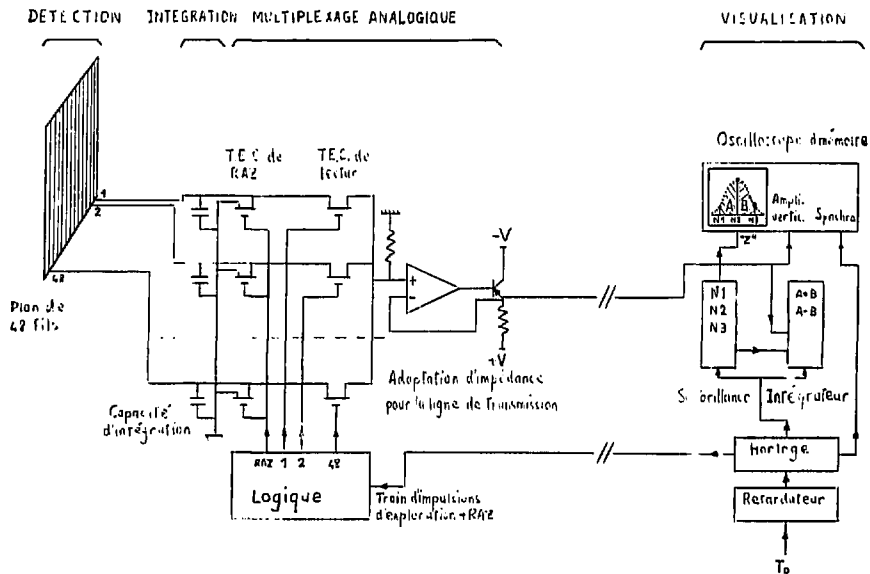 DETECTION
INTEGRATION
MULTIPLEXAGE ANALOGIQUE
VISUALISATION
T.E.C. de
RAZ
T.E.C. de
lecture
Oscilloscope à mémoire
A B
N1 N2 N3
Ampli.
vertic.
Synchro
"Z"
1
2
48
Plan de
48 fils
+
-
-V
+V
N1
N2
N3
A+B
A-B
Adaptation d'impédance
pour la ligne de transmission
Surbrillance
Intégrateur
Capacité
d'intégration
RAZ 1 2 48
Logique
Train d'impulsions
d'exploration + RAZ
Horloge
Retardateur